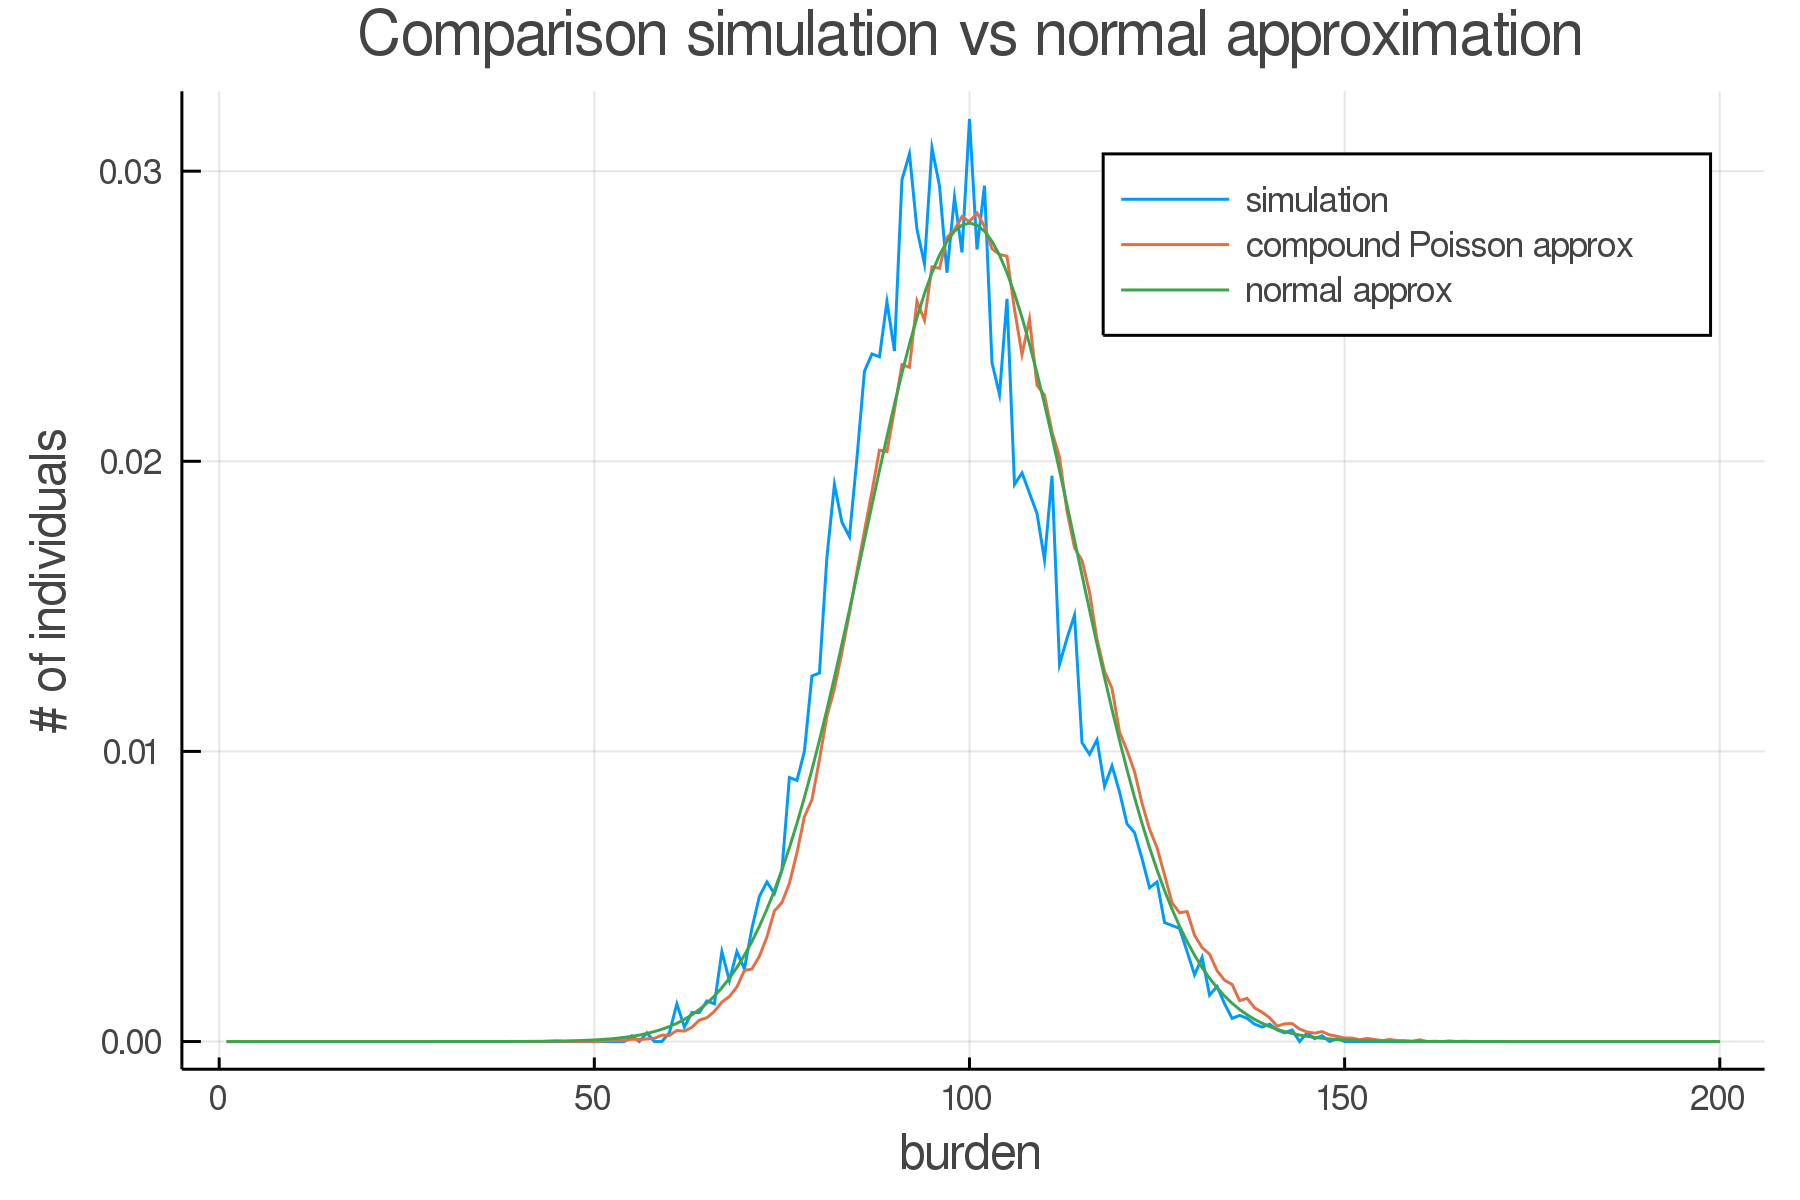 Comparison simulation vs normal approximation
simulation
compound Poisson approx
normal approx
# of individuals
0.03
0.02
0.01
0.00
0 50 100 150 200
burden